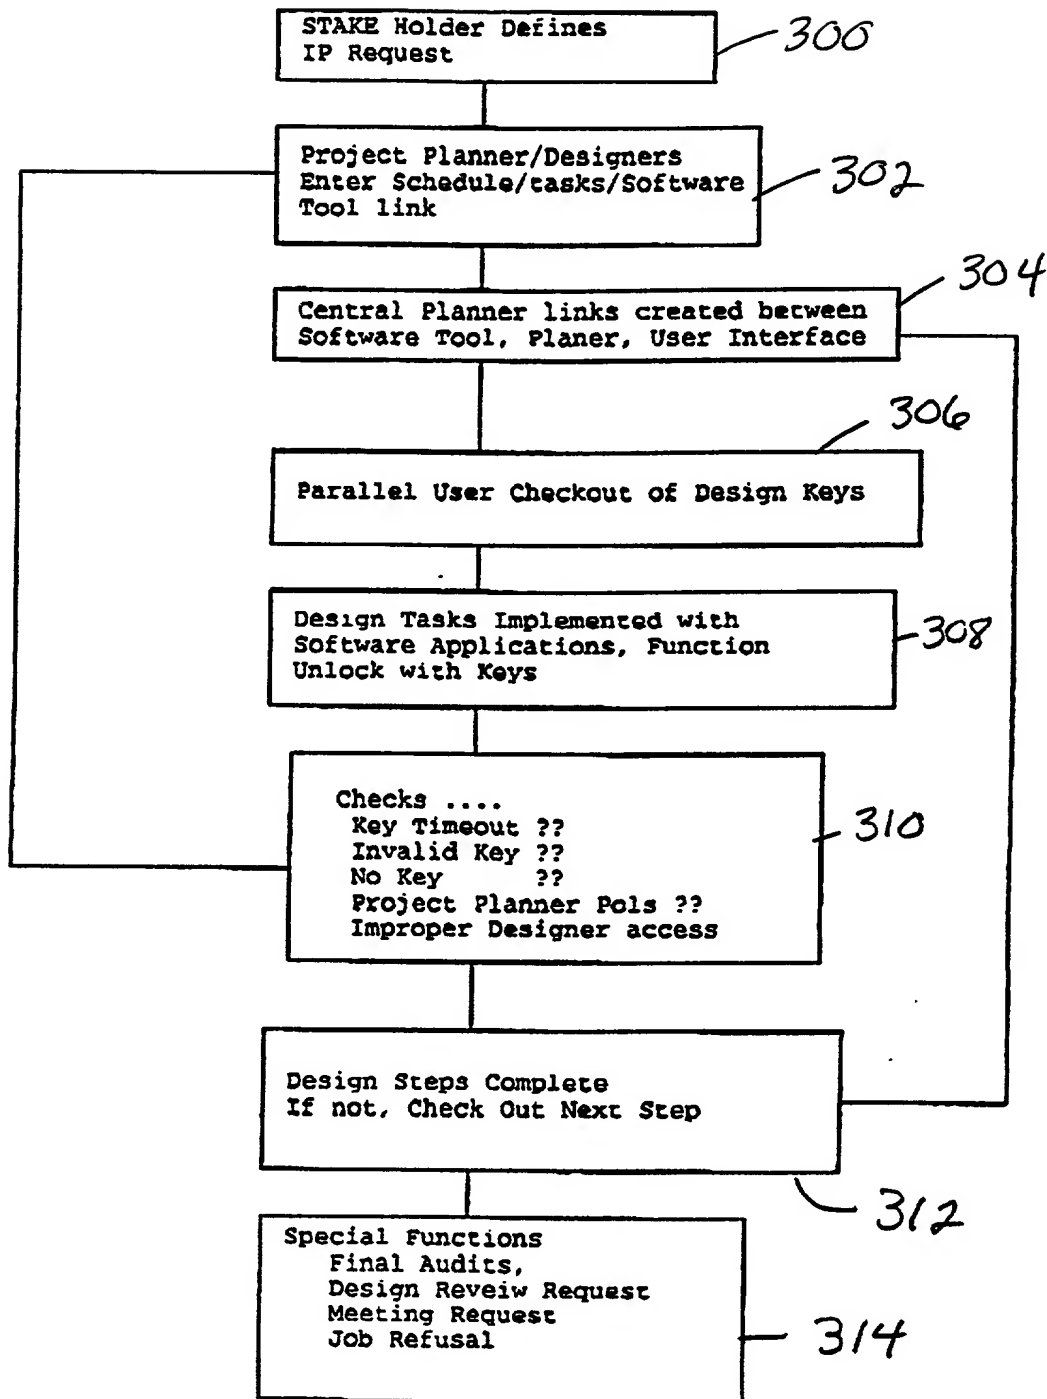 STAKE Holder Defines
IP Request
300
Project Planner/Designers
Enter Schedule/tasks/Software
Tool link
302
Central Planner links created between
Software Tool, Planer, User Interface
304
306
Parallel User Checkout of Design Keys
Design Tasks Implemented with
Software Applications, Function
Unlock with Keys
308
Checks ....
Key Timeout ??
Invalid Key ??
No Key ??
Project Planner Pols ??
Improper Designer access
310
Design Steps Complete
If not, Check Out Next Step
312
Special Functions
Final Audits,
Design Reveiw Request
Meeting Request
Job Refusal
314